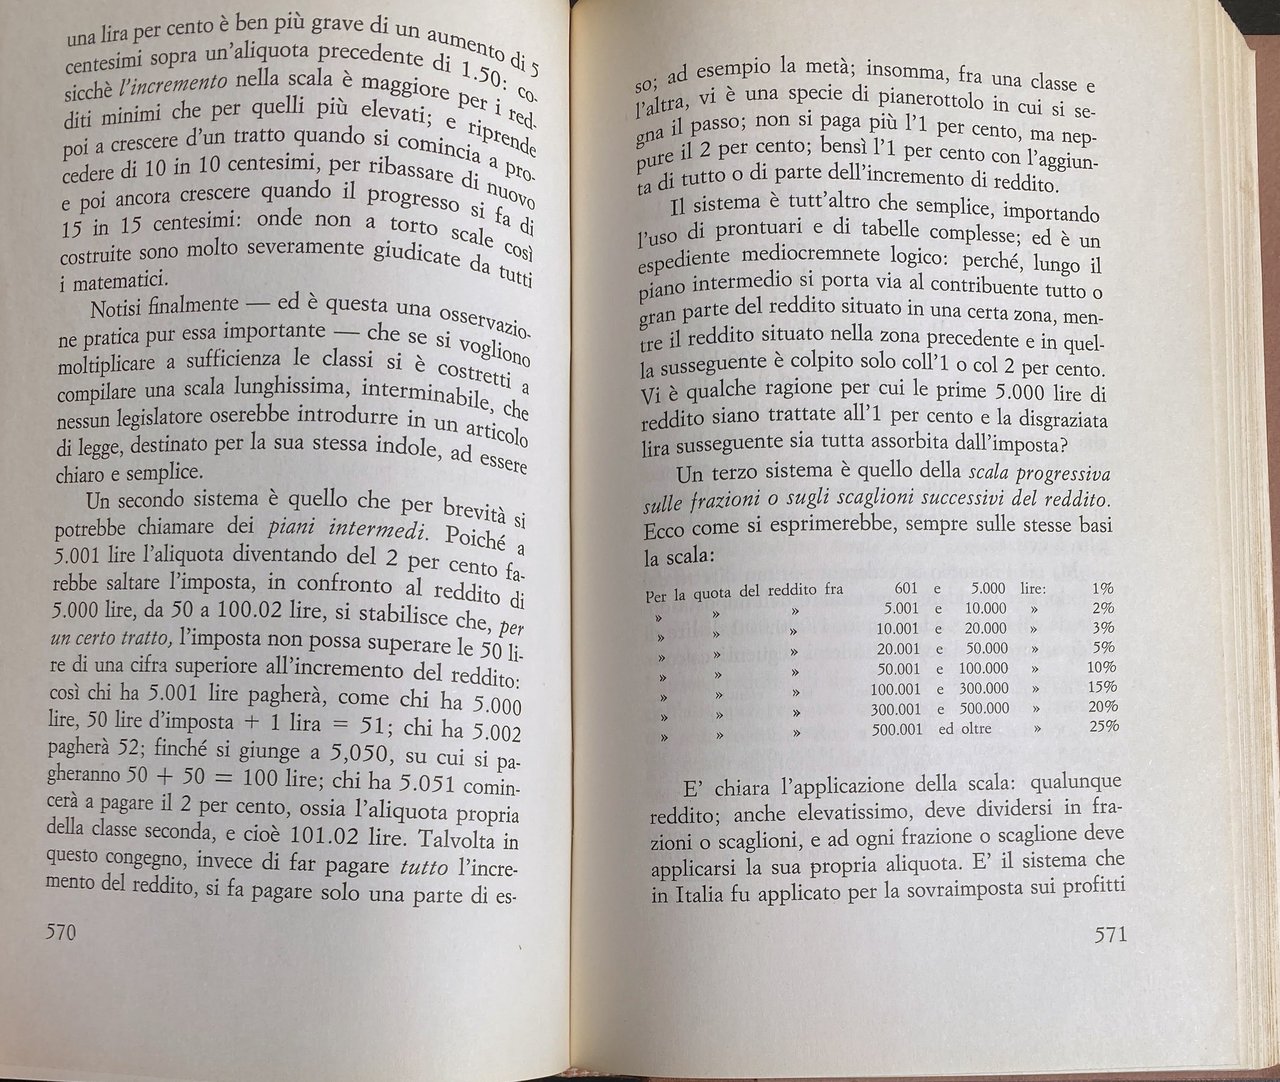 una lira per cento è ben più grave di un aumento di 5
centesimi sopra un'aliquota precedente di 1.50: co-
sicchè l'incremento nella scala è maggiore per i red-
diti minimi che per quelli più elevati; e riprende
poi a crescere d'un tratto quando si comincia a pro-
cedere di 10 in 10 centesimi, per ribassare di nuovo
e poi ancora crescere quando il progresso si fa di
15 in 15 centesimi: onde non a torto scale così
costruite sono molto severamente giudicate da tutti
i matematici.
Notisi finalmente — ed è questa una osservazio-
ne pratica pur essa importante — che se si vogliono
moltiplicare a sufficienza le classi si è costretti a
compilare una scala lunghissima, interminabile, che
nessun legislatore oserebbe introdurre in un articolo
di legge, destinato per la sua stessa indole, ad essere
chiaro e semplice.
Un secondo sistema è quello che per brevità si
potrebbe chiamare dei piani intermedi. Poiché a
5.001 lire l'aliquota diventando del 2 per cento fa-
rebbe saltare l'imposta, in confronto al reddito di
5.000 lire, da 50 a 100.02 lire, si stabilisce che, per
un certo tratto, l'imposta non possa superare le 50 li-
re di una cifra superiore all'incremento del reddito:
così chi ha 5.001 lire pagherà, come chi ha 5.000
lire, 50 lire d'imposta + 1 lira = 51; chi ha 5.002
pagherà 52; finché si giunge a 5,050, su cui si pa-
gheranno 50 + 50 = 100 lire; chi ha 5.051 comin-
cerà a pagare il 2 per cento, ossia l'aliquota propria
della classe seconda, e cioè 101.02 lire. Talvolta in
questo congegno, invece di far pagare tutto l'incre-
mento del reddito, si fa pagare solo una parte di es-
570
so; ad esempio la metà; insomma, fra una classe e
l'altra, vi è una specie di pianerottolo in cui si se-
gna il passo; non si paga più l'1 per cento, ma nep-
pure il 2 per cento; bensì l'1 per cento con l'aggiun-
ta di tutto o di parte dell'incremento di reddito.
Il sistema è tutt'altro che semplice, importando
l'uso di prontuari e di tabelle complesse; ed è un
espediente mediocremnete logico: perché, lungo il
piano intermedio si porta via al contribuente tutto o
gran parte del reddito situato in una certa zona, men-
tre il reddito situato nella zona precedente e in quel-
la susseguente è colpito solo coll'1 o col 2 per cento.
Vi è qualche ragione per cui le prime 5.000 lire di
reddito siano trattate all'1 per cento e la disgraziata
lira susseguente sia tutta assorbita dall'imposta?
Un terzo sistema è quello della scala progressiva
sulle frazioni o sugli scaglioni successivi del reddito.
Ecco come si esprimerebbe, sempre sulle stesse basi
la scala:
Per la quota del reddito fra 601 e 5.000 lire: 1%
» » » 5.001 e 10.000 » 2%
» » » 10.001 e 20.000 » 3%
» » » 20.001 e 50.000 » 5%
» » » 50.001 e 100.000 » 10%
» » » 100.001 e 300.000 » 15%
» » » 300.001 e 500.000 » 20%
» » » 500.001 ed oltre » 25%
E' chiara l'applicazione della scala: qualunque
reddito; anche elevatissimo, deve dividersi in fra-
zioni o scaglioni, e ad ogni frazione o scaglione deve
applicarsi la sua propria aliquota. E' il sistema che
in Italia fu applicato per la sovraimposta sui profitti
571